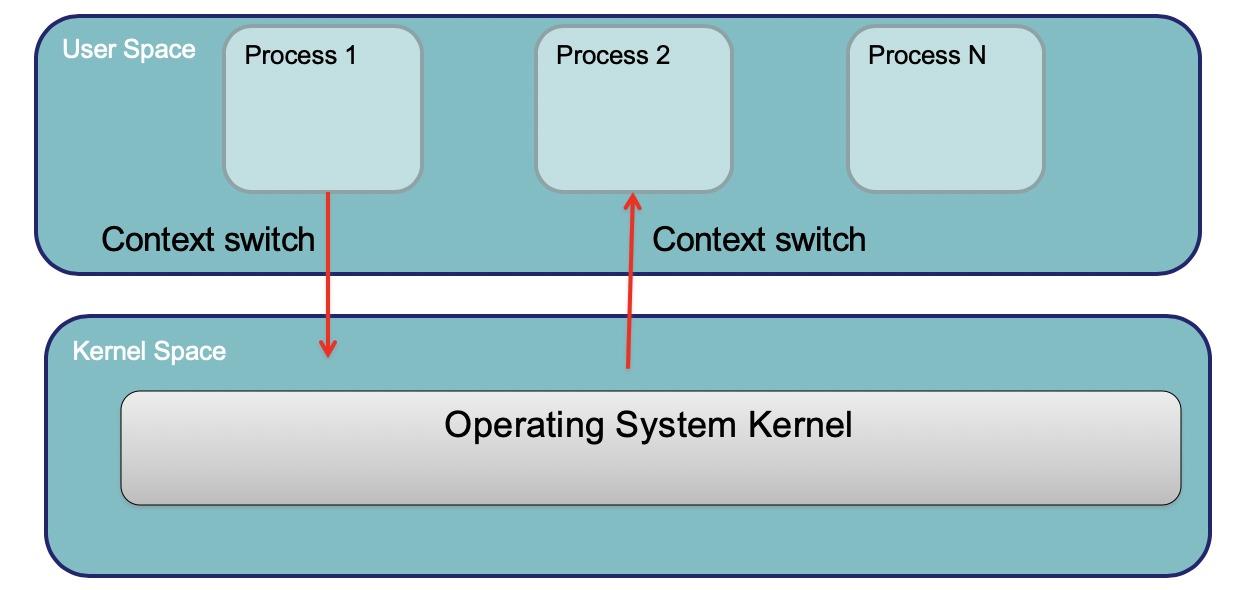 User Space
Process 1
Process 2
Process N
Context switch
Context switch
Kernel Space
Operating System Kernel